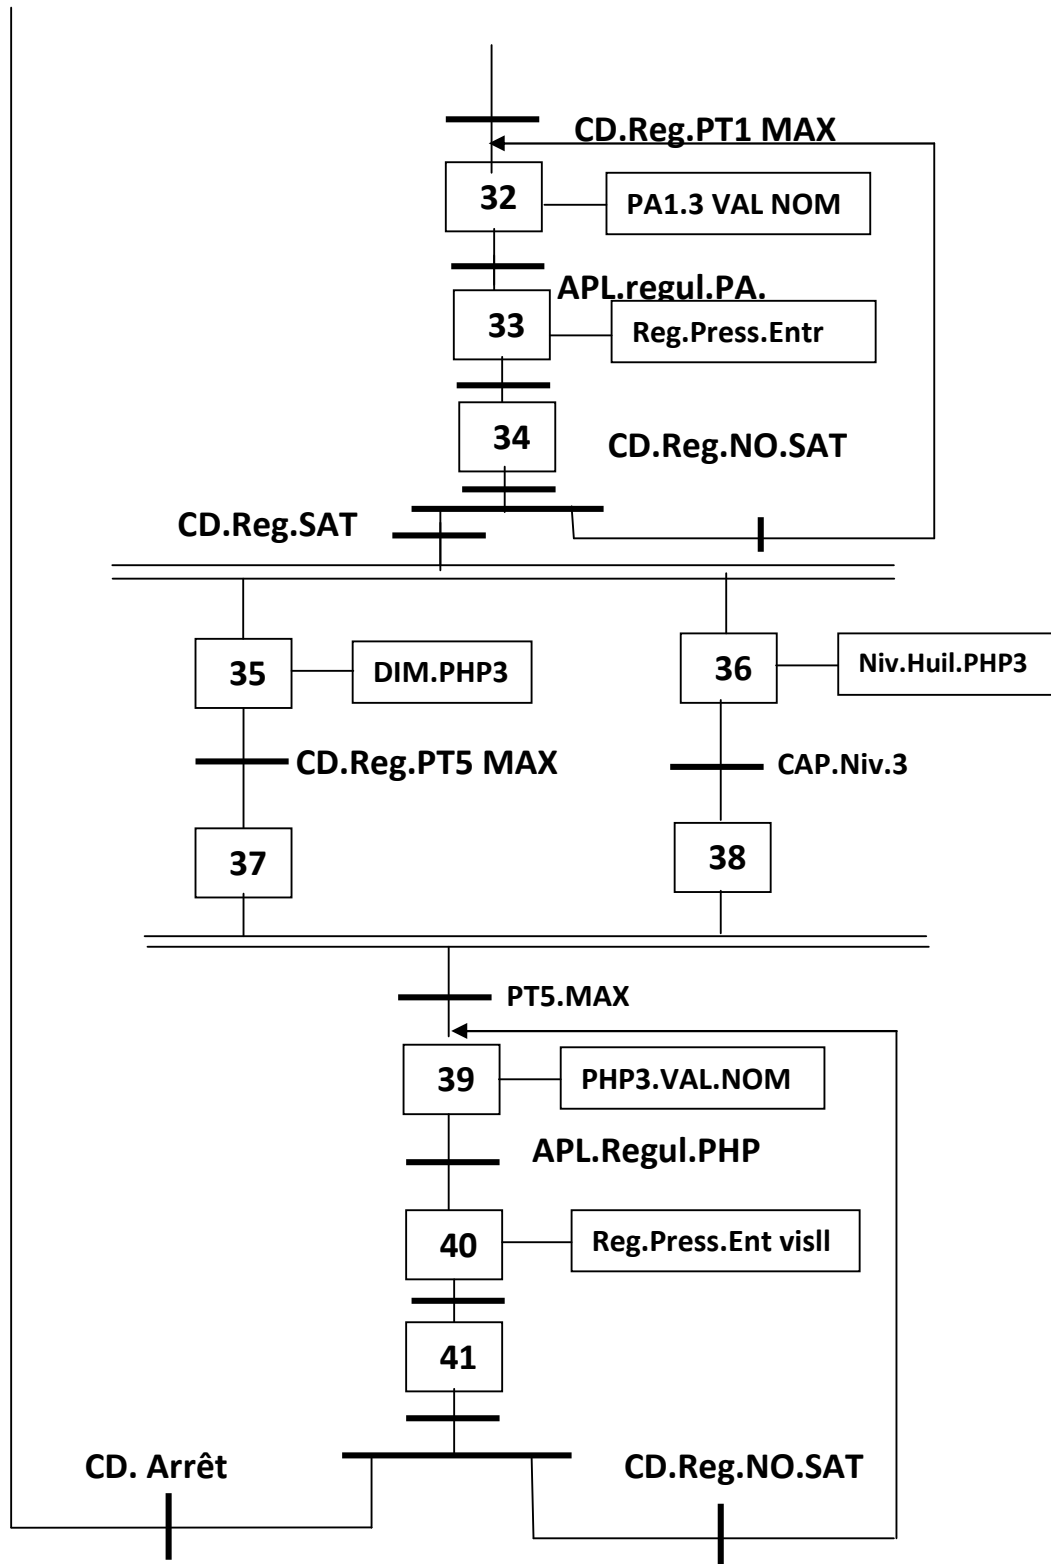 CD.Reg.PT1 MAX
32
PA1.3 VAL NOM
APL.regul.PA.
33
Reg.Press.Entr
34
CD.Reg.NO.SAT
CD.Reg.SAT
35
DIM.PHP3
36
Niv.Huil.PHP3
CD.Reg.PT5 MAX
CAP.Niv.3
37
38
PT5.MAX
39
PHP3.VAL.NOM
APL.Regul.PHP
40
Reg.Press.Ent visll
41
CD. Arrêt
CD.Reg.NO.SAT